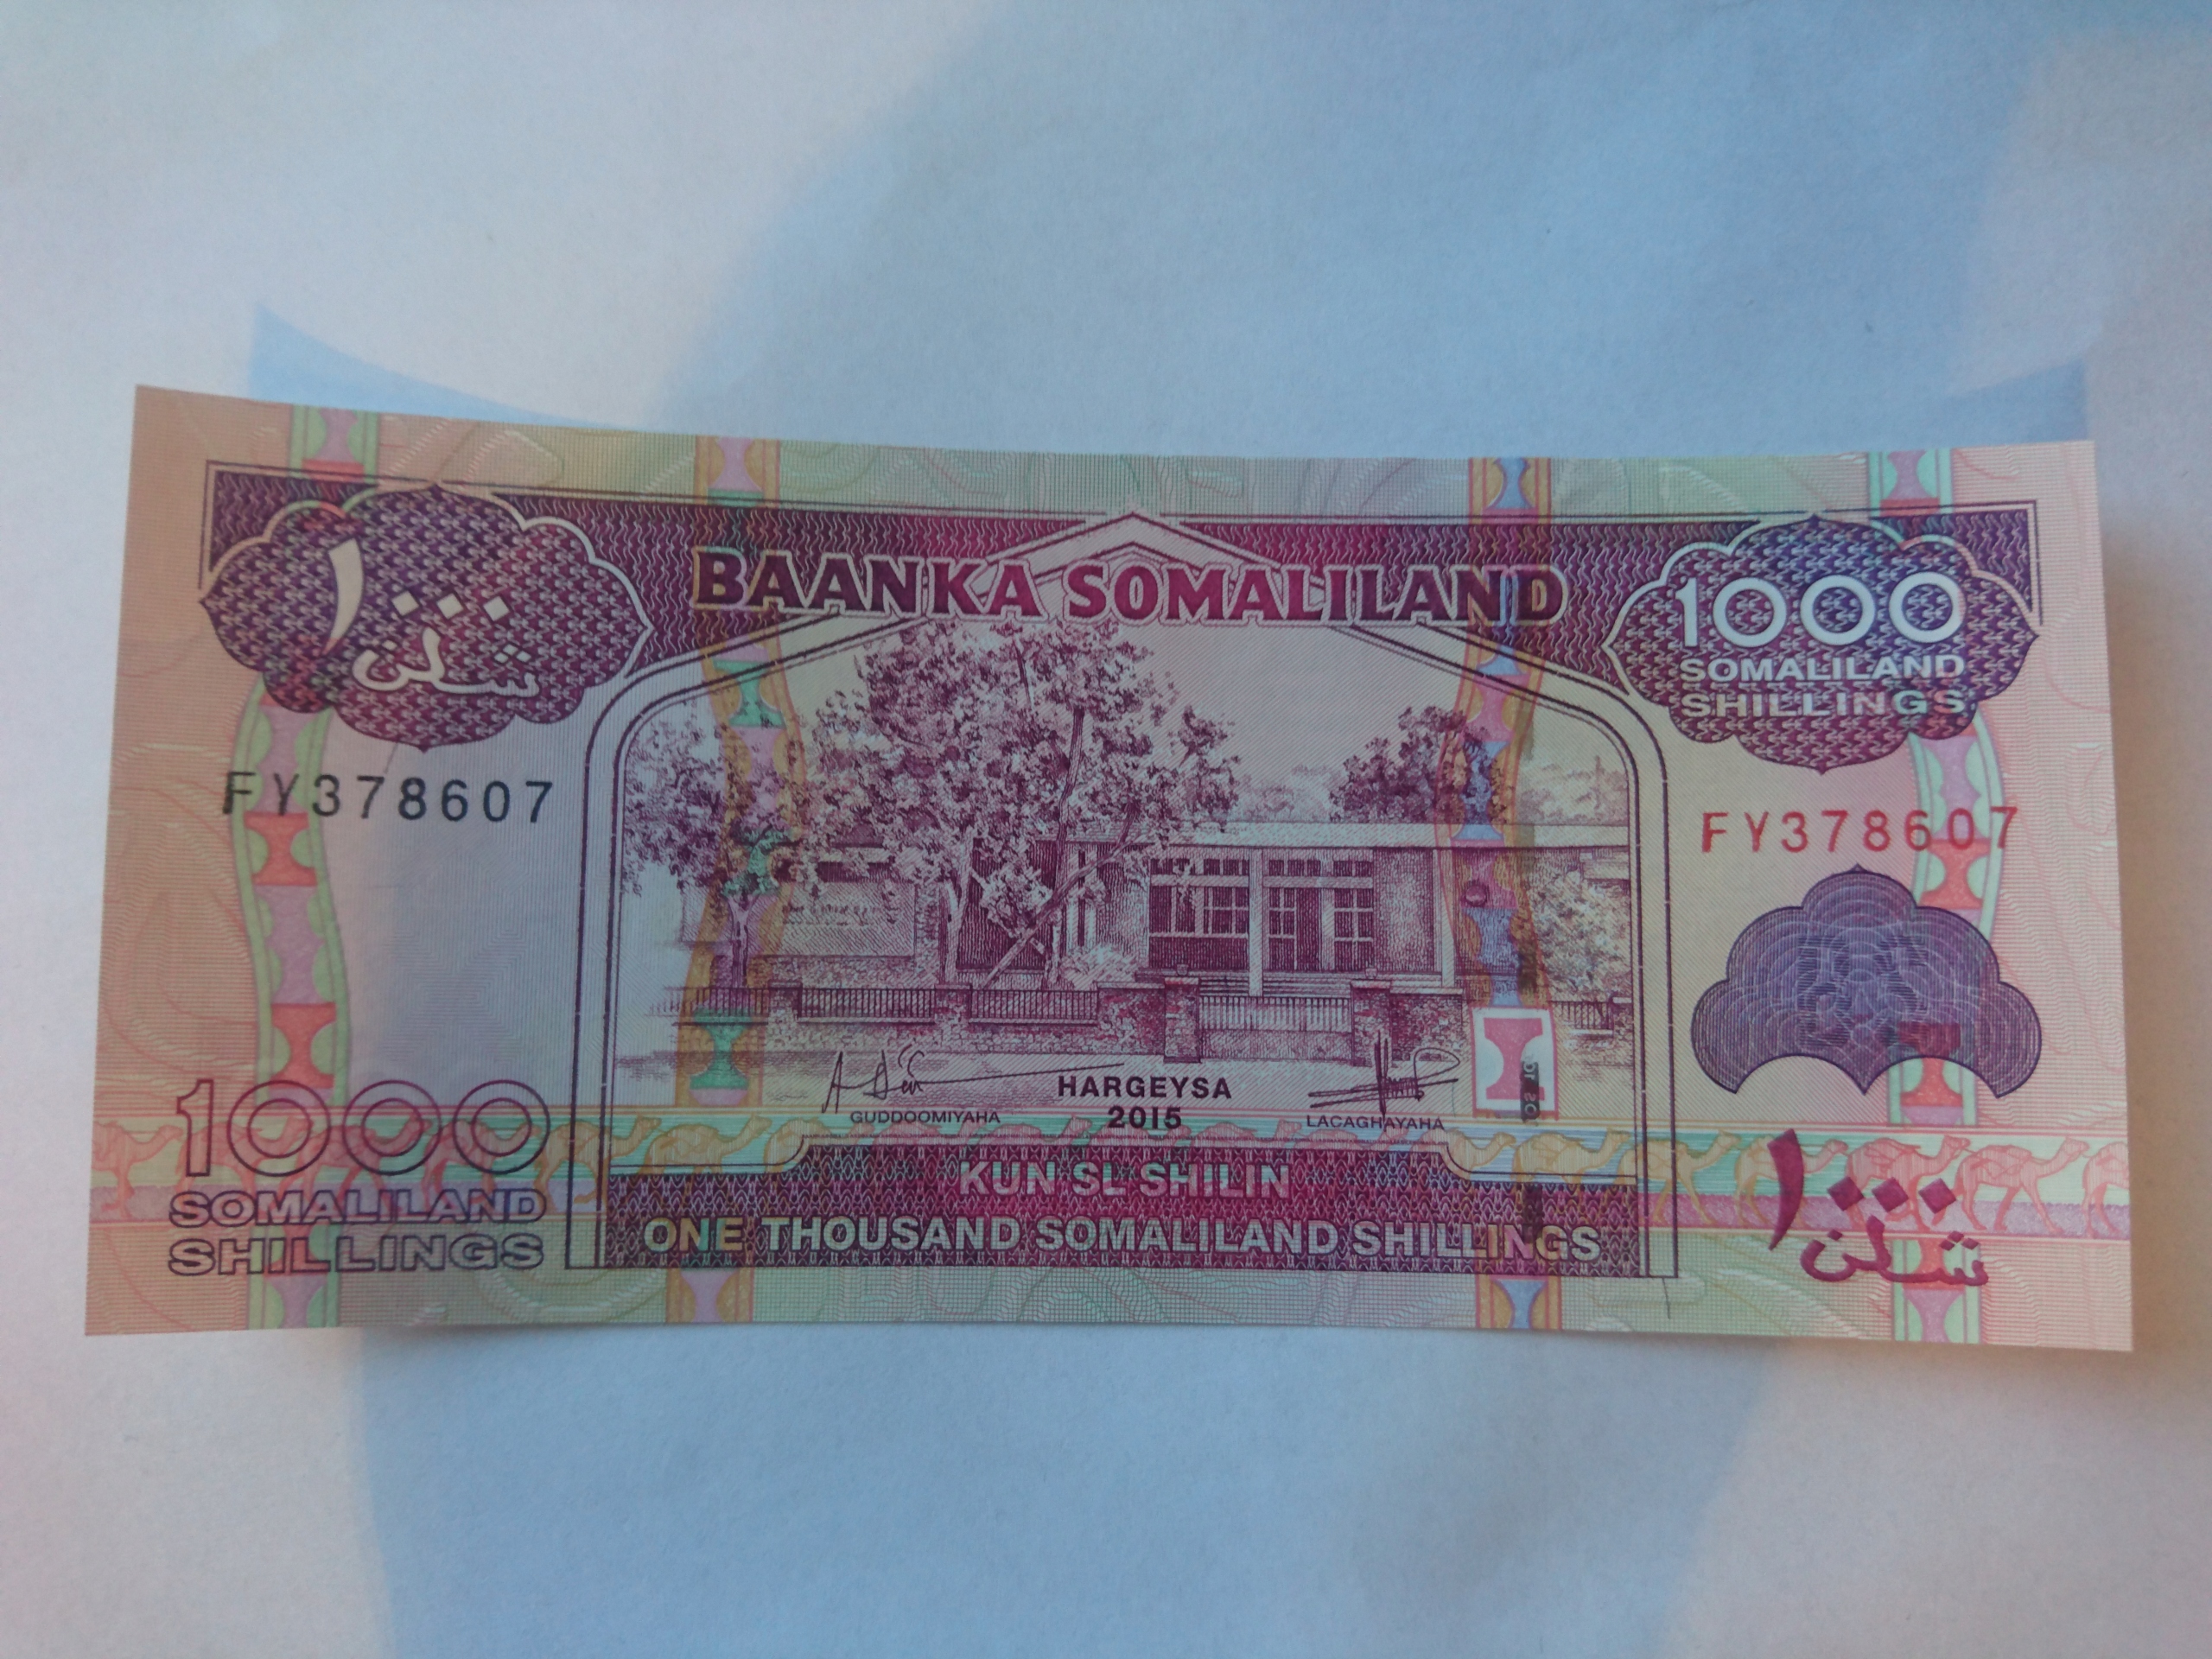 ١٠٠٠
شلن
BAANKA SOMALILAND
1000
SOMALILAND
SHILLINGS
FY378607
FY378607
HARGEYSA
2015
GUDDOOMIYAHA
LACAGHAYAHA
1000
SOMALILAND
SHILLINGS
KUN SL SHILIN
ONE THOUSAND SOMALILAND SHILLINGS
١٠٠٠
شلن